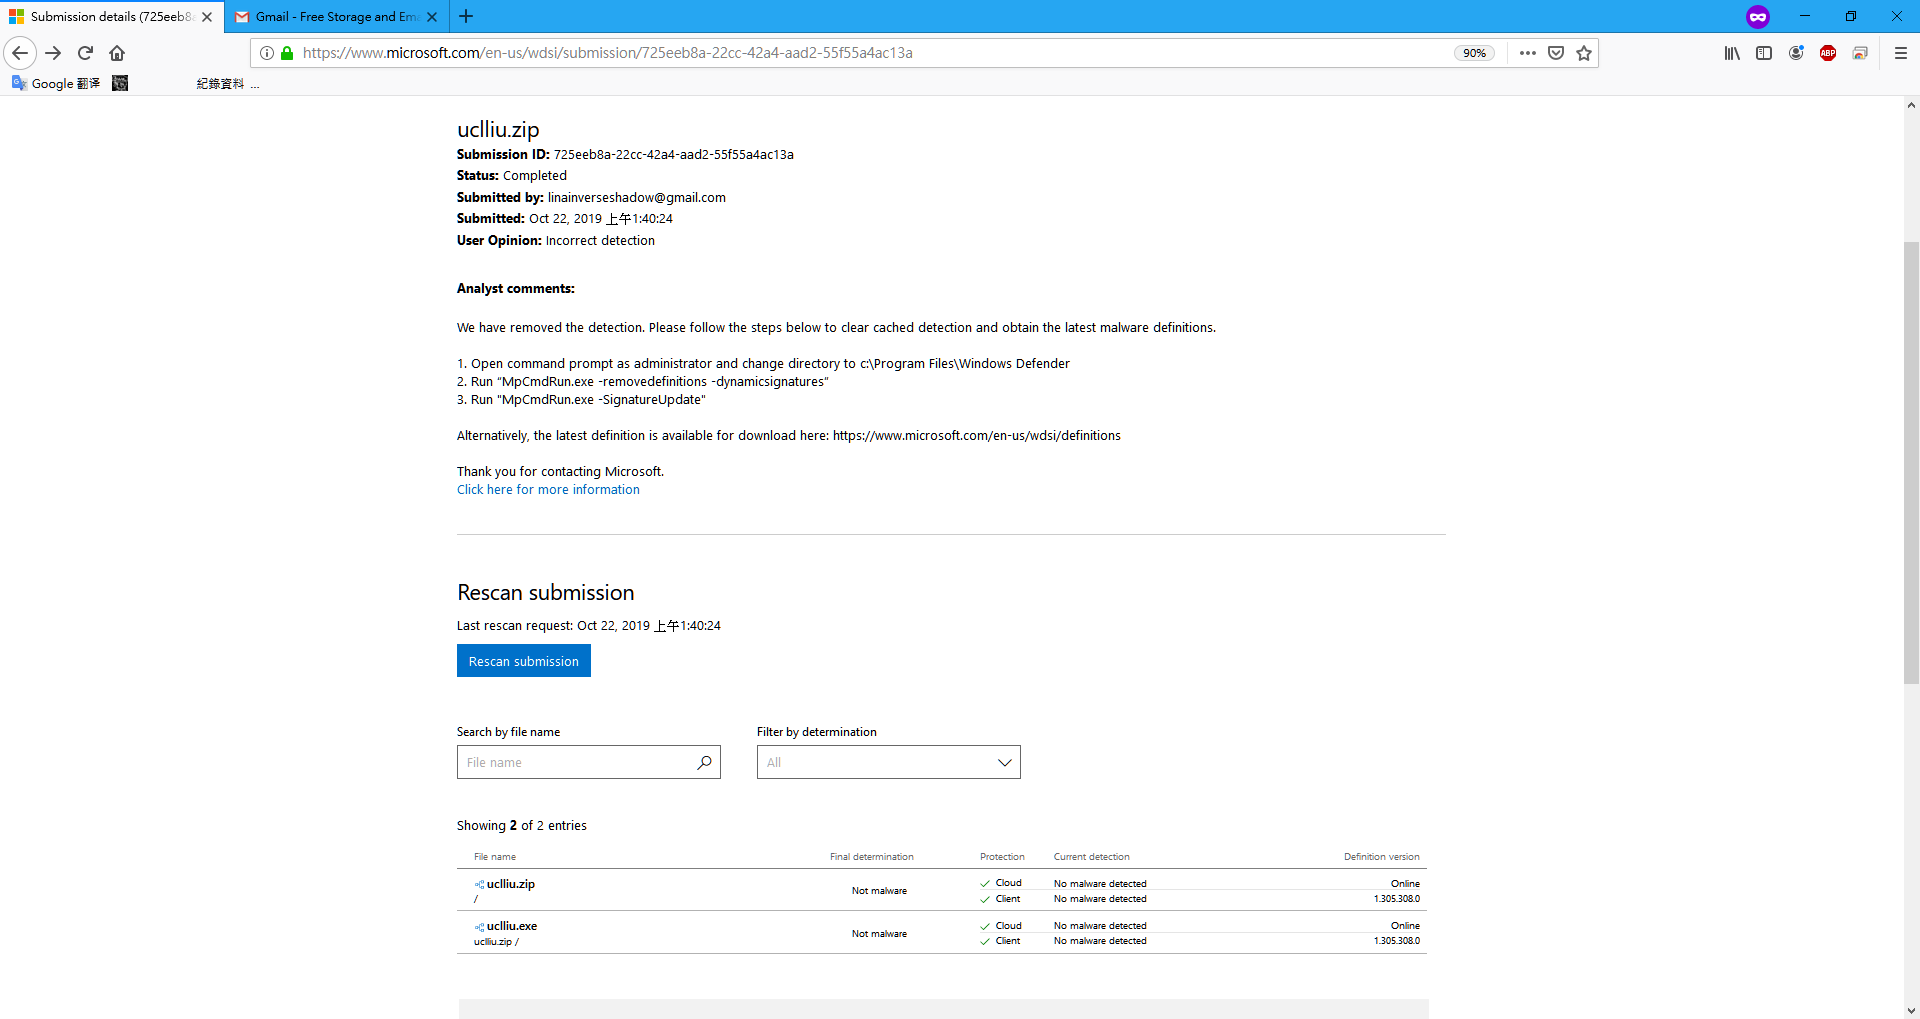 Submission details (725eeb8a
Gmail - Free Storage and Em
https://www.microsoft.com/en-us/wdsi/submission/725eeb8a-22cc-42a4-aad2-55f55a4ac13a
90%
ABP
Google 翻译
紀錄資料 ...
uclliu.zip
Submission ID: 725eeb8a-22cc-42a4-aad2-55f55a4ac13a
Status: Completed
Submitted by: linainverseshadow@gmail.com
Submitted: Oct 22, 2019 上午1:40:24
User Opinion: Incorrect detection
Analyst comments:
We have removed the detection. Please follow the steps below to clear cached detection and obtain the latest malware definitions.
1. Open command prompt as administrator and change directory to c:\Program Files\Windows Defender
2. Run “MpCmdRun.exe -removedefinitions -dynamicsignatures”
3. Run "MpCmdRun.exe -SignatureUpdate"
Alternatively, the latest definition is available for download here: https://www.microsoft.com/en-us/wdsi/definitions
Thank you for contacting Microsoft.
Click here for more information
Rescan submission
Last rescan request: Oct 22, 2019 上午1:40:24
Rescan submission
Search by file name
Filter by determination
File name
All
Showing 2 of 2 entries
File name Final determination Protection Current detection Definition version
uclliu.zip Not malware Cloud No malware detected Online
/ Client No malware detected 1.305.308.0
uclliu.exe Not malware Cloud No malware detected Online
uclliu.zip / Client No malware detected 1.305.308.0